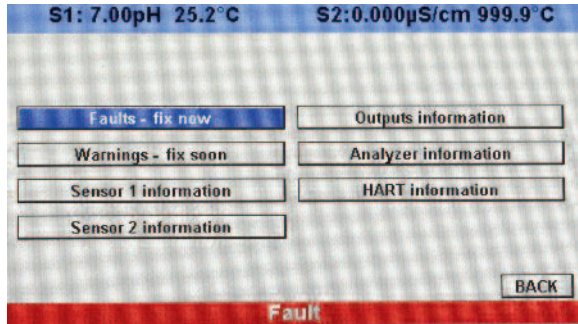 S1: 7.00pH 25.2°C S2:0.000µS/cm 999.9°C
Faults - fix now
Outputs information
Warnings - fix soon
Analyzer information
Sensor 1 information
HART information
Sensor 2 information
BACK
Fault